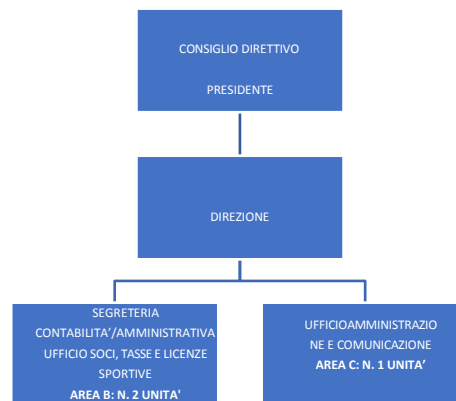 CONSIGLIO DIRETTIVO
PRESIDENTE
DIREZIONE
SEGRETERIA
CONTABILITA’/AMMINISTRATIVA
UFFICIO SOCI, TASSE E LICENZE
SPORTIVE
AREA B: N. 2 UNITA'
UFFICIOAMMINISTRAZIO
NE E COMUNICAZIONE
AREA C: N. 1 UNITA’